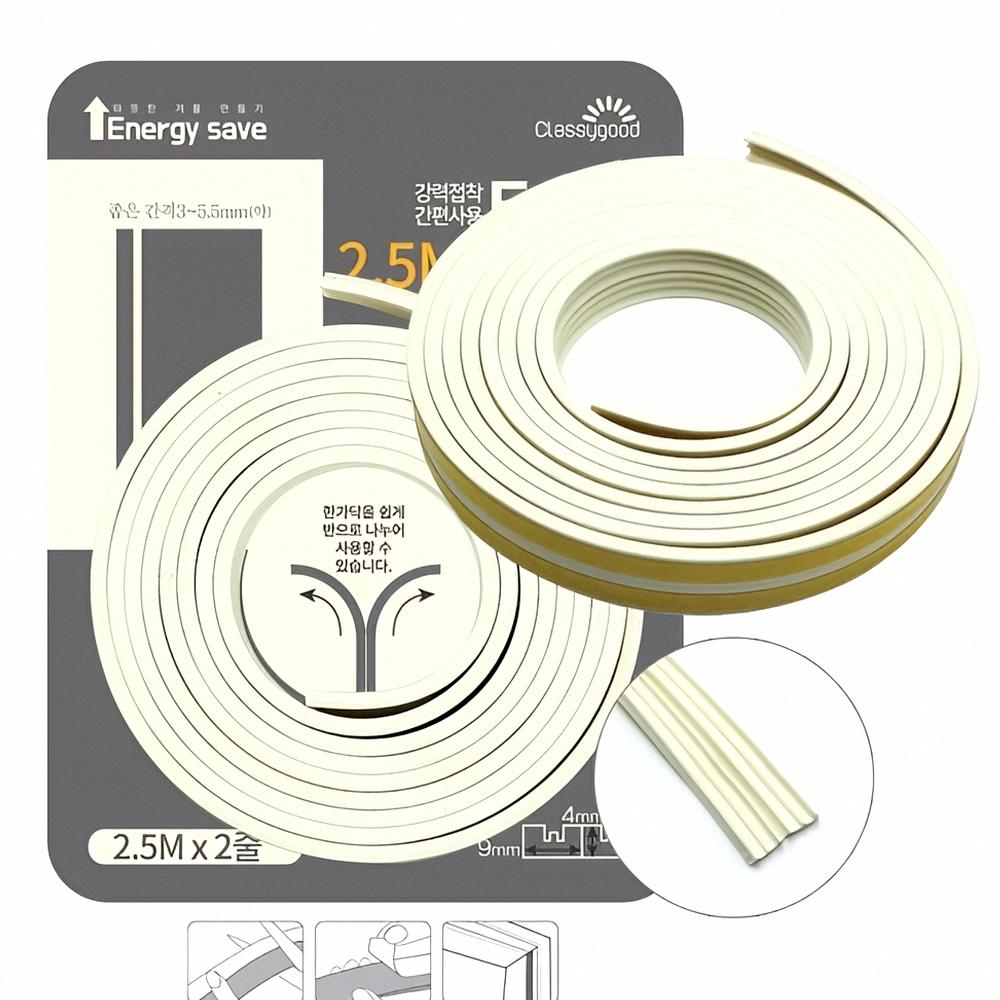 Energy save
Classygood
좁은 간격3~5.5mm(이)
강력접착
간편사용
2.5M
민가닥을 쉽게
반으로 나누어
사용할 수
있습니다.
2.5M x 2줄
4mm
9mm